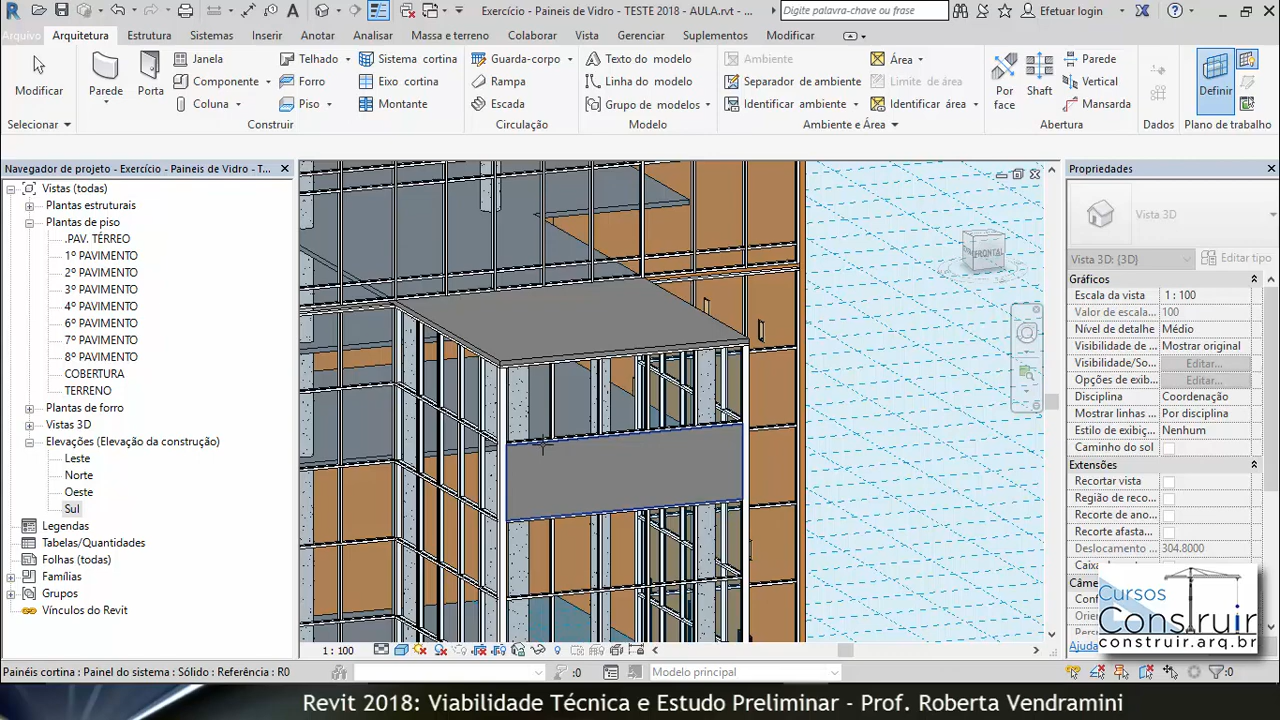 Exercício - Paineis de Vidro - TESTE 2018 - AULA.rvt - ...
Digite palavra-chave ou frase
Efetuar login
Arquivo
Arquitetura
Estrutura
Sistemas
Inserir
Anotar
Analisar
Massa e terreno
Colaborar
Vista
Gerenciar
Suplementos
Modificar
Modificar
Parede
Porta
Janela
Componente
Coluna
Telhado
Forro
Piso
Sistema cortina
Eixo cortina
Montante
Guarda-corpo
Rampa
Escada
Texto do modelo
Linha do modelo
Grupo de modelos
Ambiente
Separador de ambiente
Identificar ambiente
Área
Limite de área
Identificar área
Por
face
Shaft
Parede
Vertical
Mansarda
Definir
Selecionar
Construir
Circulação
Modelo
Ambiente e Área
Abertura
Dados
Plano de trabalho
Navegador de projeto - Exercício - Paineis de Vidro - T...
Vistas (todas)
Plantas estruturais
Plantas de piso
.PAV. TÉRREO
1º PAVIMENTO
2º PAVIMENTO
3º PAVIMENTO
4º PAVIMENTO
6º PAVIMENTO
7º PAVIMENTO
8º PAVIMENTO
COBERTURA
TERRENO
Plantas de forro
Vistas 3D
Elevações (Elevação da construção)
Leste
Norte
Oeste
Sul
Legendas
Tabelas/Quantidades
Folhas (todas)
Famílias
Grupos
Vínculos do Revit
FRONTAL
Propriedades
Vista 3D
Vista 3D: {3D}
Editar tipo
Gráficos
Escala da vista 1 : 100
Valor de escala... 100
Nível de detalhe Médio
Visibilidade de ... Mostrar original
Visibilidade/So... Editar...
Opções de exib... Editar...
Disciplina Coordenação
Mostrar linhas ... Por disciplina
Estilo de exibiç... Nenhum
Caminho do sol
Extensões
Recortar vista
Região de reco...
Recorte de ano...
Recorte afasta...
Deslocamento ... 304.8000
Caixa
Câme
Ajuda
Cursos
Construir
construir.arq.br
1 : 100
Painéis cortina : Painel do sistema : Sólido : Referência : R0
:0
Modelo principal
:0
Revit 2018: Viabilidade Técnica e Estudo Preliminar - Prof. Roberta Vendramini